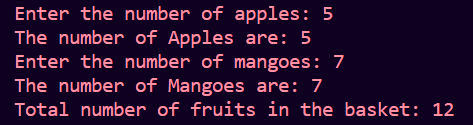 Enter the number of apples: 5
The number of Apples are: 5
Enter the number of mangoes: 7
The number of Mangoes are: 7
Total number of fruits in the basket: 12